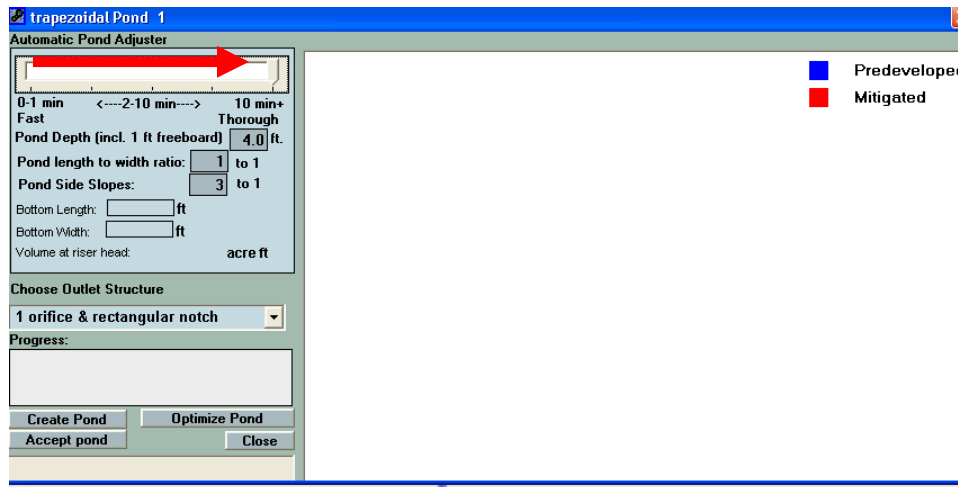 trapezoidal Pond 1
Automatic Pond Adjuster
0-1 min <----2-10 min----> 10 min+
Fast Thorough
Pond Depth (incl. 1 ft freeboard) 4.0 ft.
Pond length to width ratio: 1 to 1
Pond Side Slopes: 3 to 1
Bottom Length: ft
Bottom Width: ft
Volume at riser head: acre ft
Choose Outlet Structure
1 orifice & rectangular notch
Progress:
Create Pond Optimize Pond
Accept pond Close
Predevelope
Mitigated